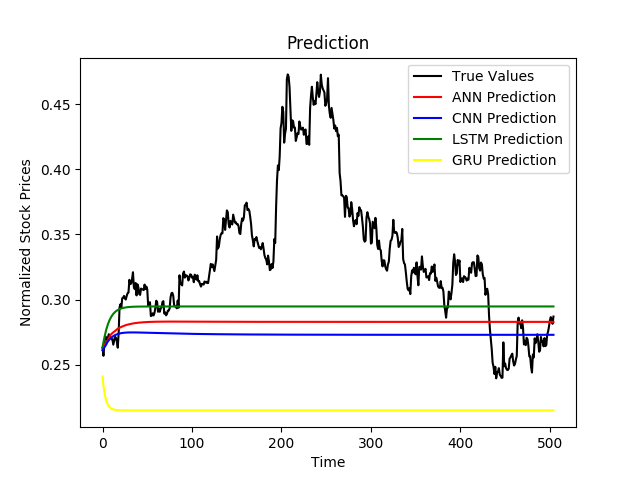 Prediction
True Values
ANN Prediction
CNN Prediction
LSTM Prediction
GRU Prediction
Normalized Stock Prices
0.45
0.40
0.35
0.30
0.25
0 100 200 300 400 500
Time